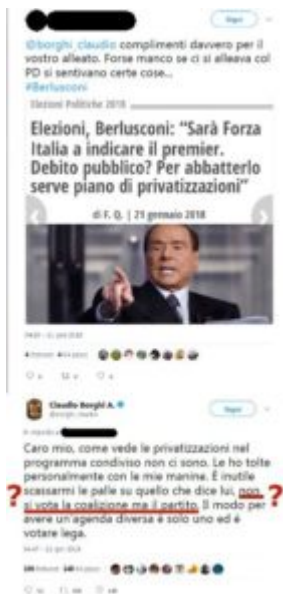 Segui
@borghi_claudio complimenti davvero per il
vostro alleato. Forse manco se ci si alleava col
PD si sentivano certe cose...
#Berlusconi
Elezioni Politiche 2018
Elezioni, Berlusconi: "Sarà Forza
Italia a indicare il premier.
Debito pubblico? Per abbatterlo
serve piano di privatizzazioni"
di F. Q. | 21 gennaio 2018
Claudio Borghi A.
Segui
Caro mio, come vede le privatizzazioni nel
programma condiviso non ci sono. Le ho tolte
personalmente con le mie manine. È inutile
scassarmi le palle su quello che dice lui, non
? si vota la coalizione ma il partito. Il modo per ?
avere un'agenda diversa è solo uno ed è
votare lega.